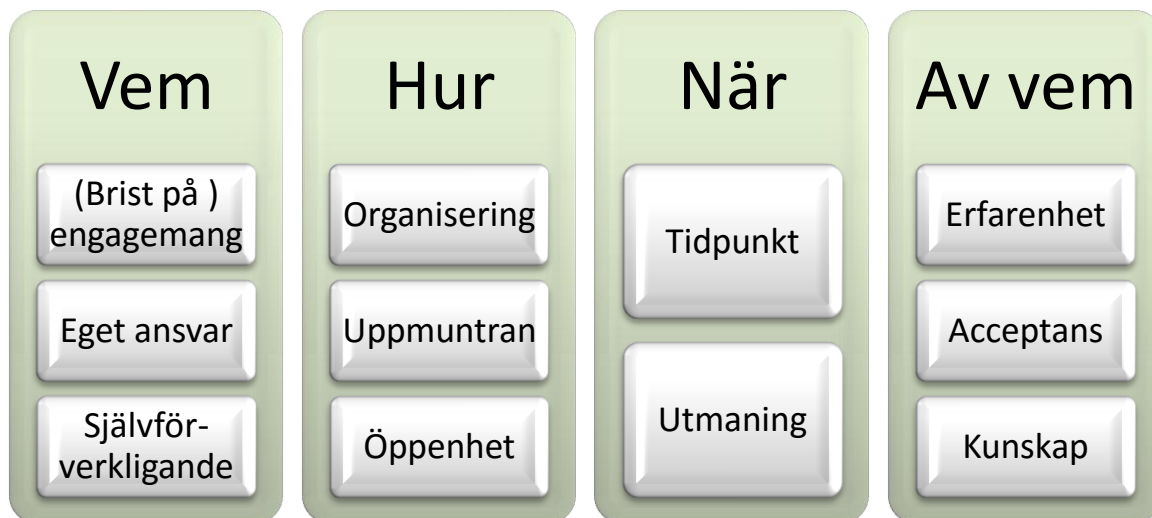 Vem
(Brist på )
engagemang
Eget ansvar
Självför-
verkligande
Hur
Organisering
Uppmuntran
Öppenhet
När
Tidpunkt
Utmaning
Av vem
Erfarenhet
Acceptans
Kunskap